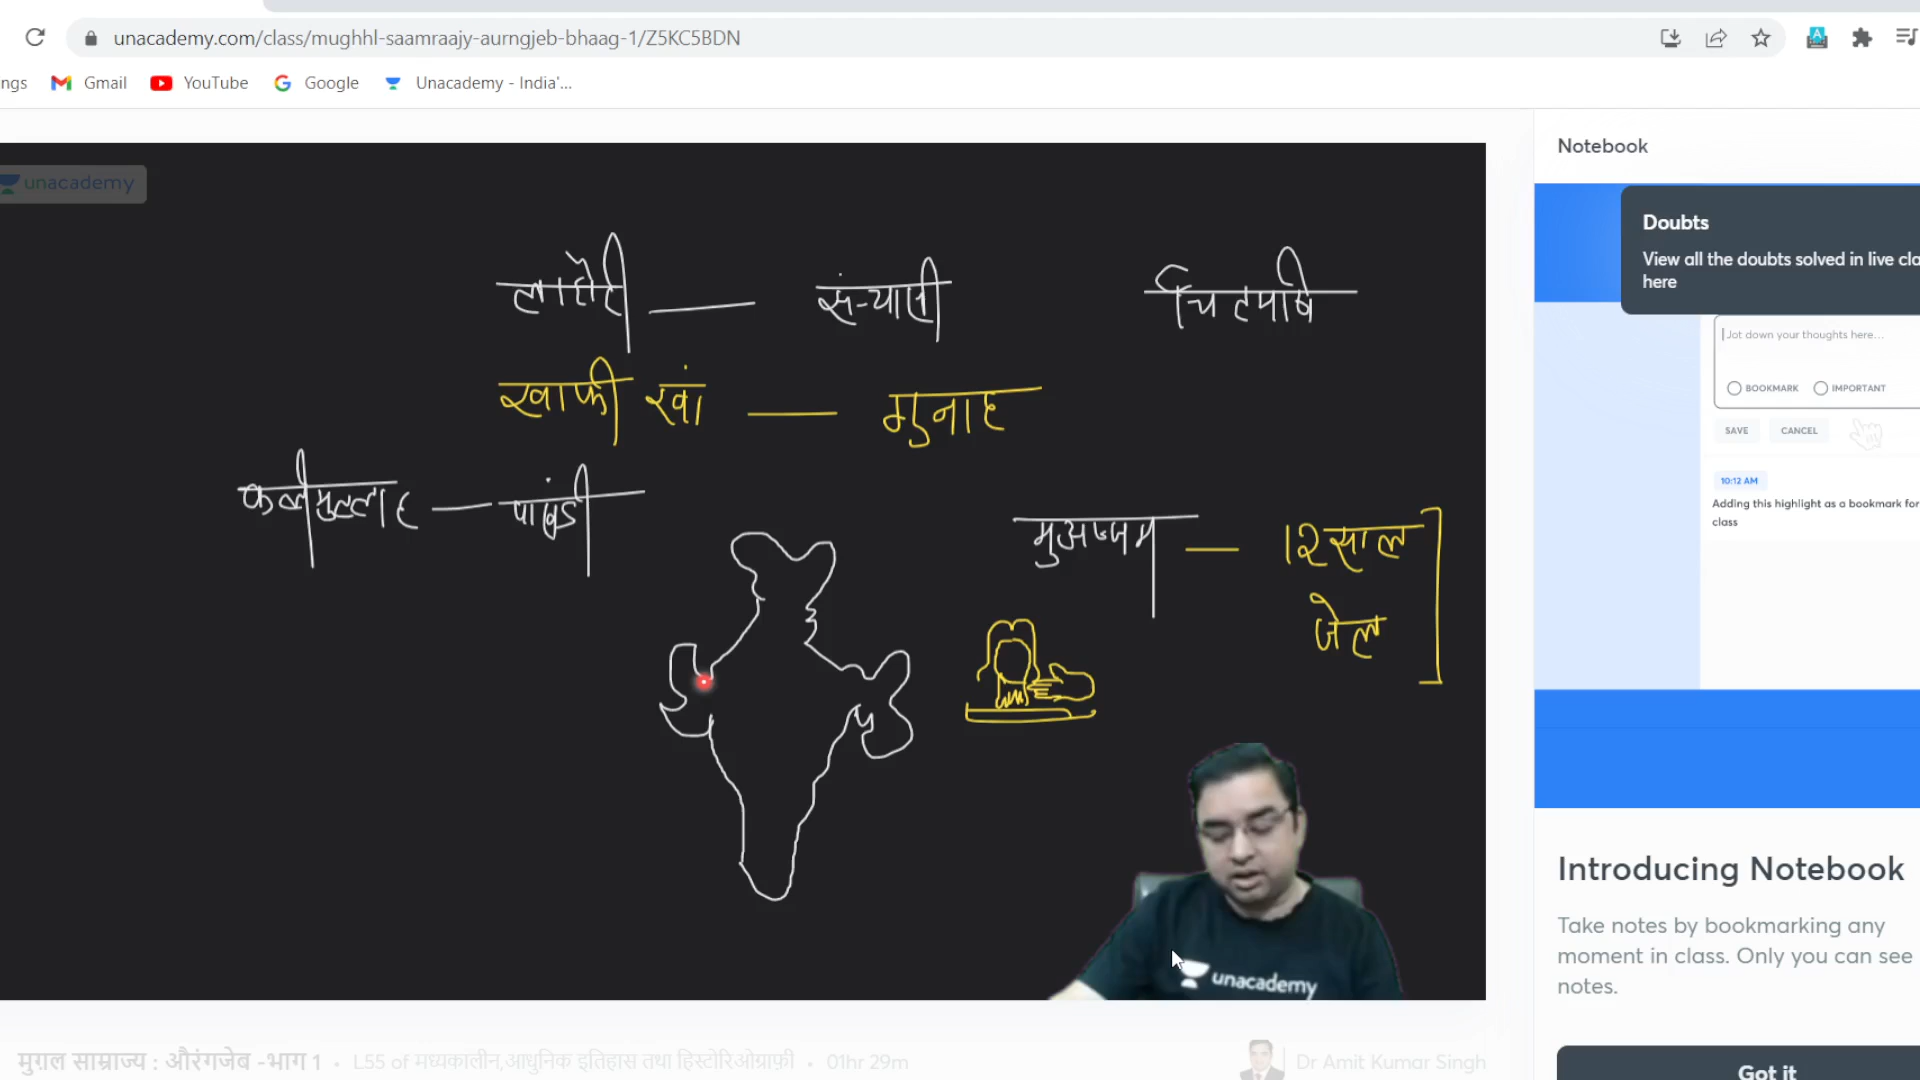 unacademy.com/class/mughhl-saamraajy-aurngjeb-bhaag-1/Z5KC5BDN
ngs Gmail YouTube Google Unacademy - India'...
unacademy
Notebook
Doubts
View all the doubts solved in live cla
here
Jot down your thoughts here...
BOOKMARK IMPORTANT
SAVE CANCEL
10:12 AM
Adding this highlight as a bookmark for
class
लाहौरी — सन्यासी
खाफी खां — गुनाह
पाखंडी
मुअज्जम — 12 साल
जेल
unacademy
Introducing Notebook
Take notes by bookmarking any
moment in class. Only you can see
notes.
Got it
मुग़ल साम्राज्य : औरंगजेब -भाग 1 • L55 of मध्यकालीन,आधुनिक इतिहास तथा हिस्टोरिओग्राफ़ी • 01hr 29m
Dr Amit Kumar Singh